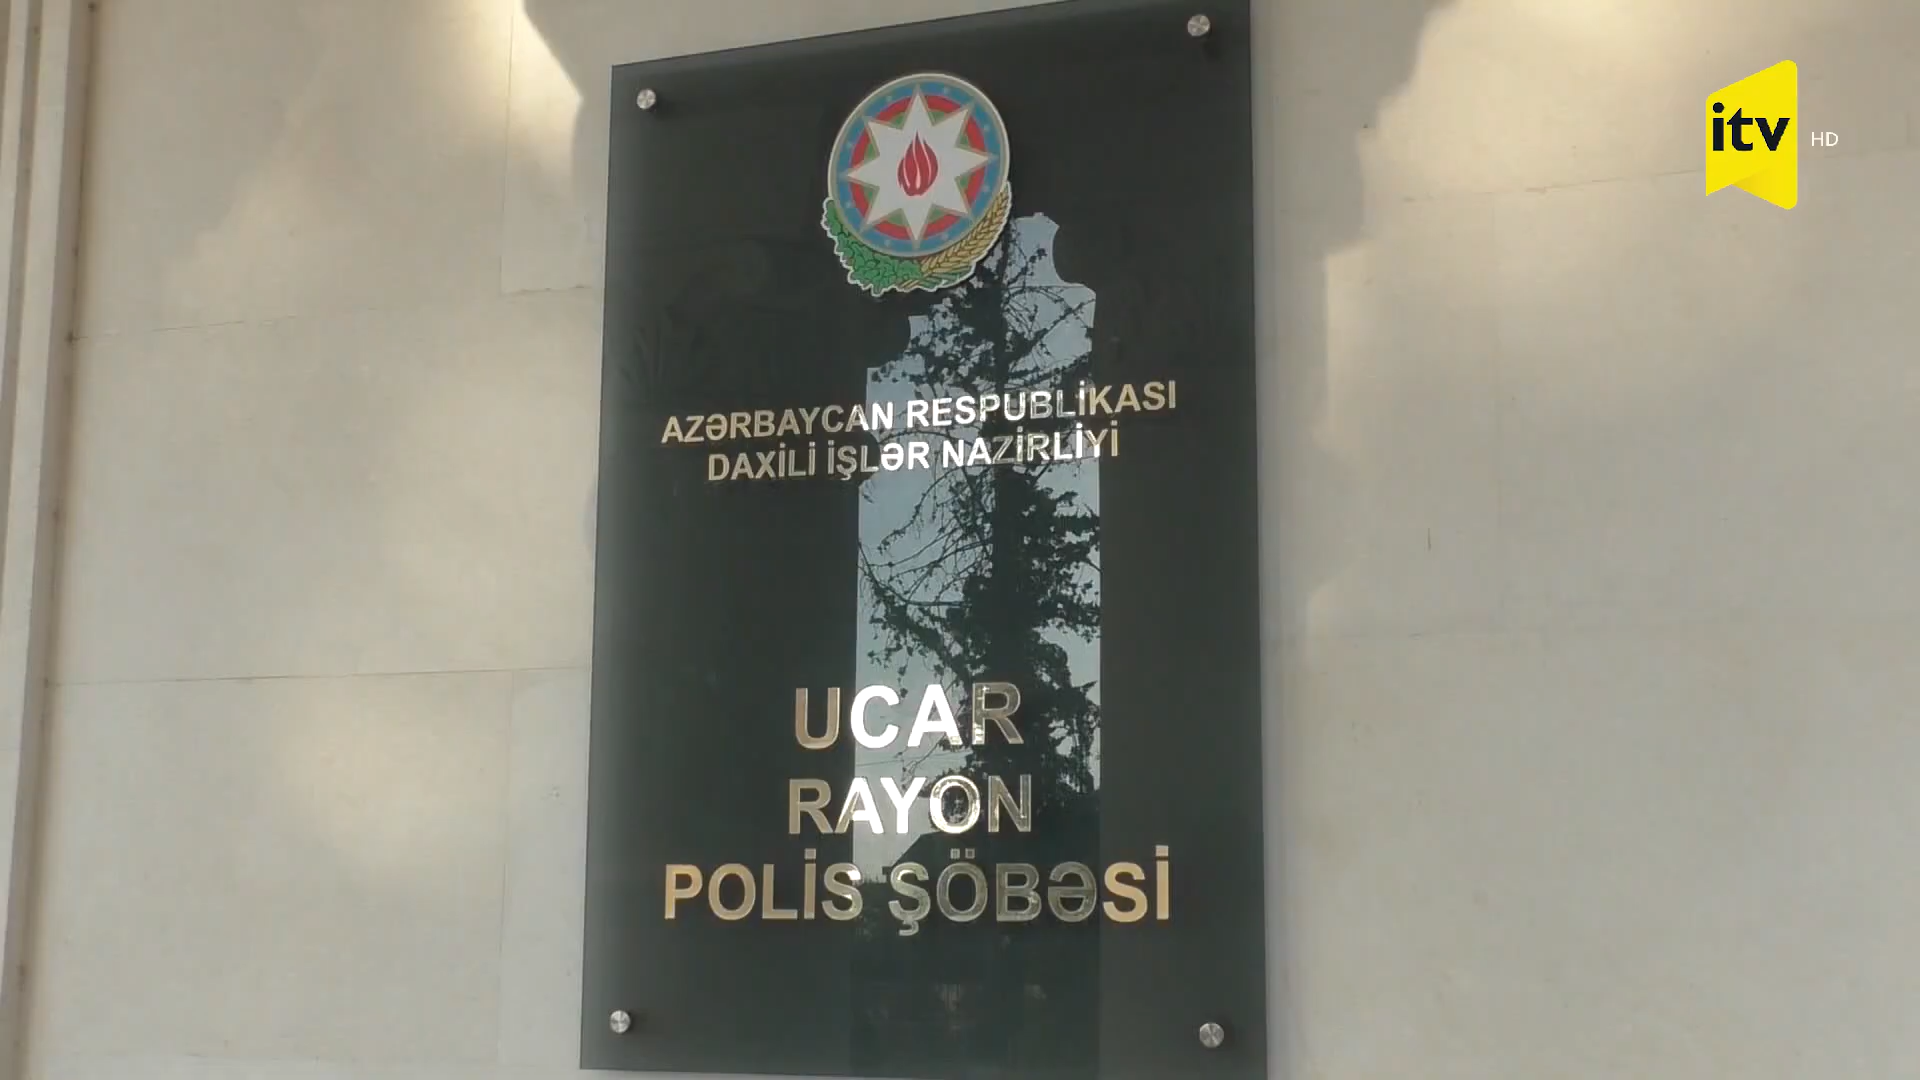 itv HD
AZƏRBAYCAN RESPUBLİKASI
DAXİLİ İŞLƏR NAZİRLİYİ
UCAR
RAYON
POLİS ŞÖBƏSİ